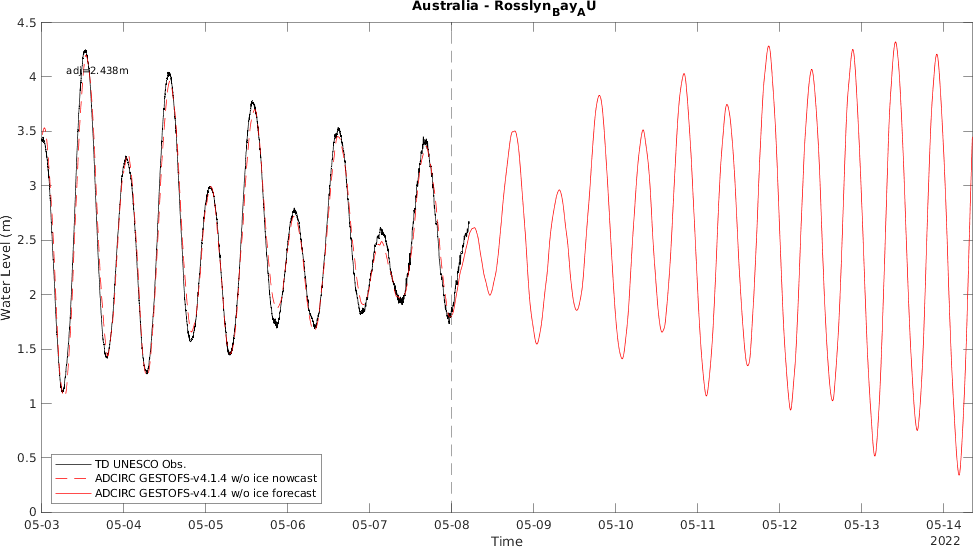 Australia - Rosslyn_Bay_AU
4.5
4
3.5
3
2.5
2
1.5
1
0.5
0
Water Level (m)
adj=2.438m
TD UNESCO Obs.
ADCIRC GESTOFS-v4.1.4 w/o ice nowcast
ADCIRC GESTOFS-v4.1.4 w/o ice forecast
05-03 05-04 05-05 05-06 05-07 05-08 05-09 05-10 05-11 05-12 05-13 05-14
Time
2022